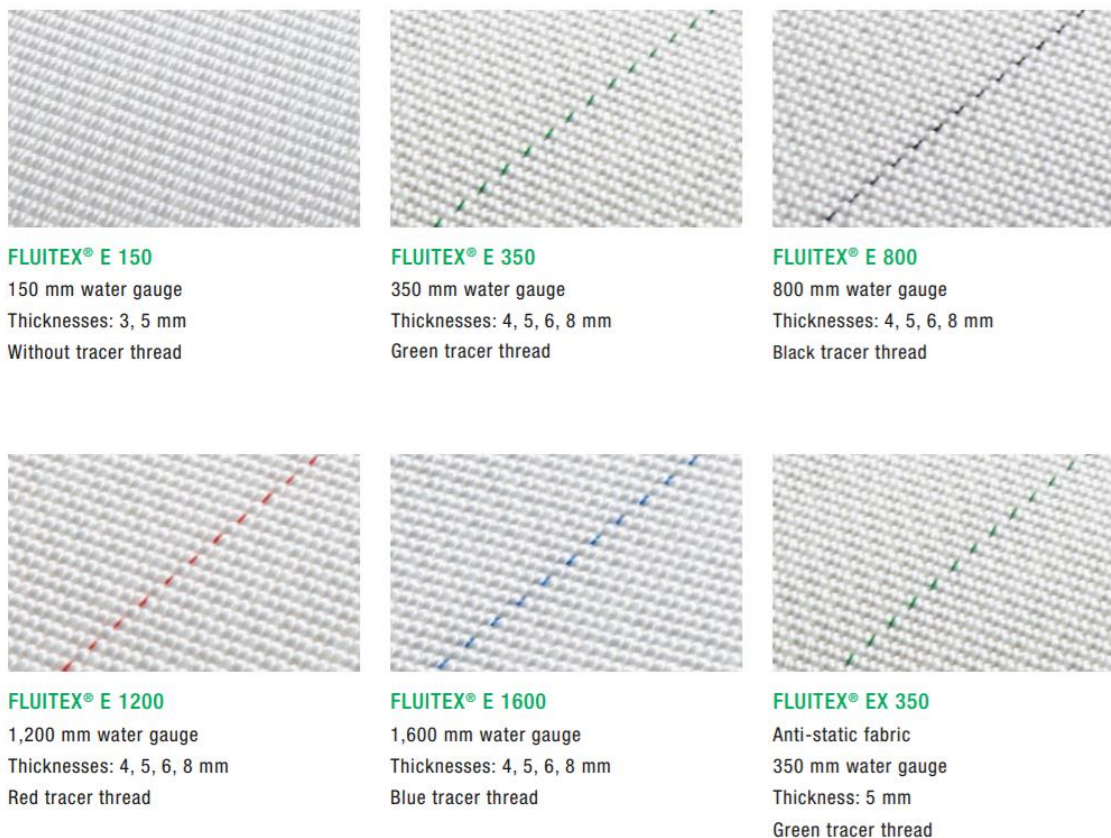 FLUITEX® E 150
150 mm water gauge
Thicknesses: 3, 5 mm
Without tracer thread
FLUITEX® E 350
350 mm water gauge
Thicknesses: 4, 5, 6, 8 mm
Green tracer thread
FLUITEX® E 800
800 mm water gauge
Thicknesses: 4, 5, 6, 8 mm
Black tracer thread
FLUITEX® E 1200
1,200 mm water gauge
Thicknesses: 4, 5, 6, 8 mm
Red tracer thread
FLUITEX® E 1600
1,600 mm water gauge
Thicknesses: 4, 5, 6, 8 mm
Blue tracer thread
FLUITEX® EX 350
Anti-static fabric
350 mm water gauge
Thickness: 5 mm
Green tracer thread